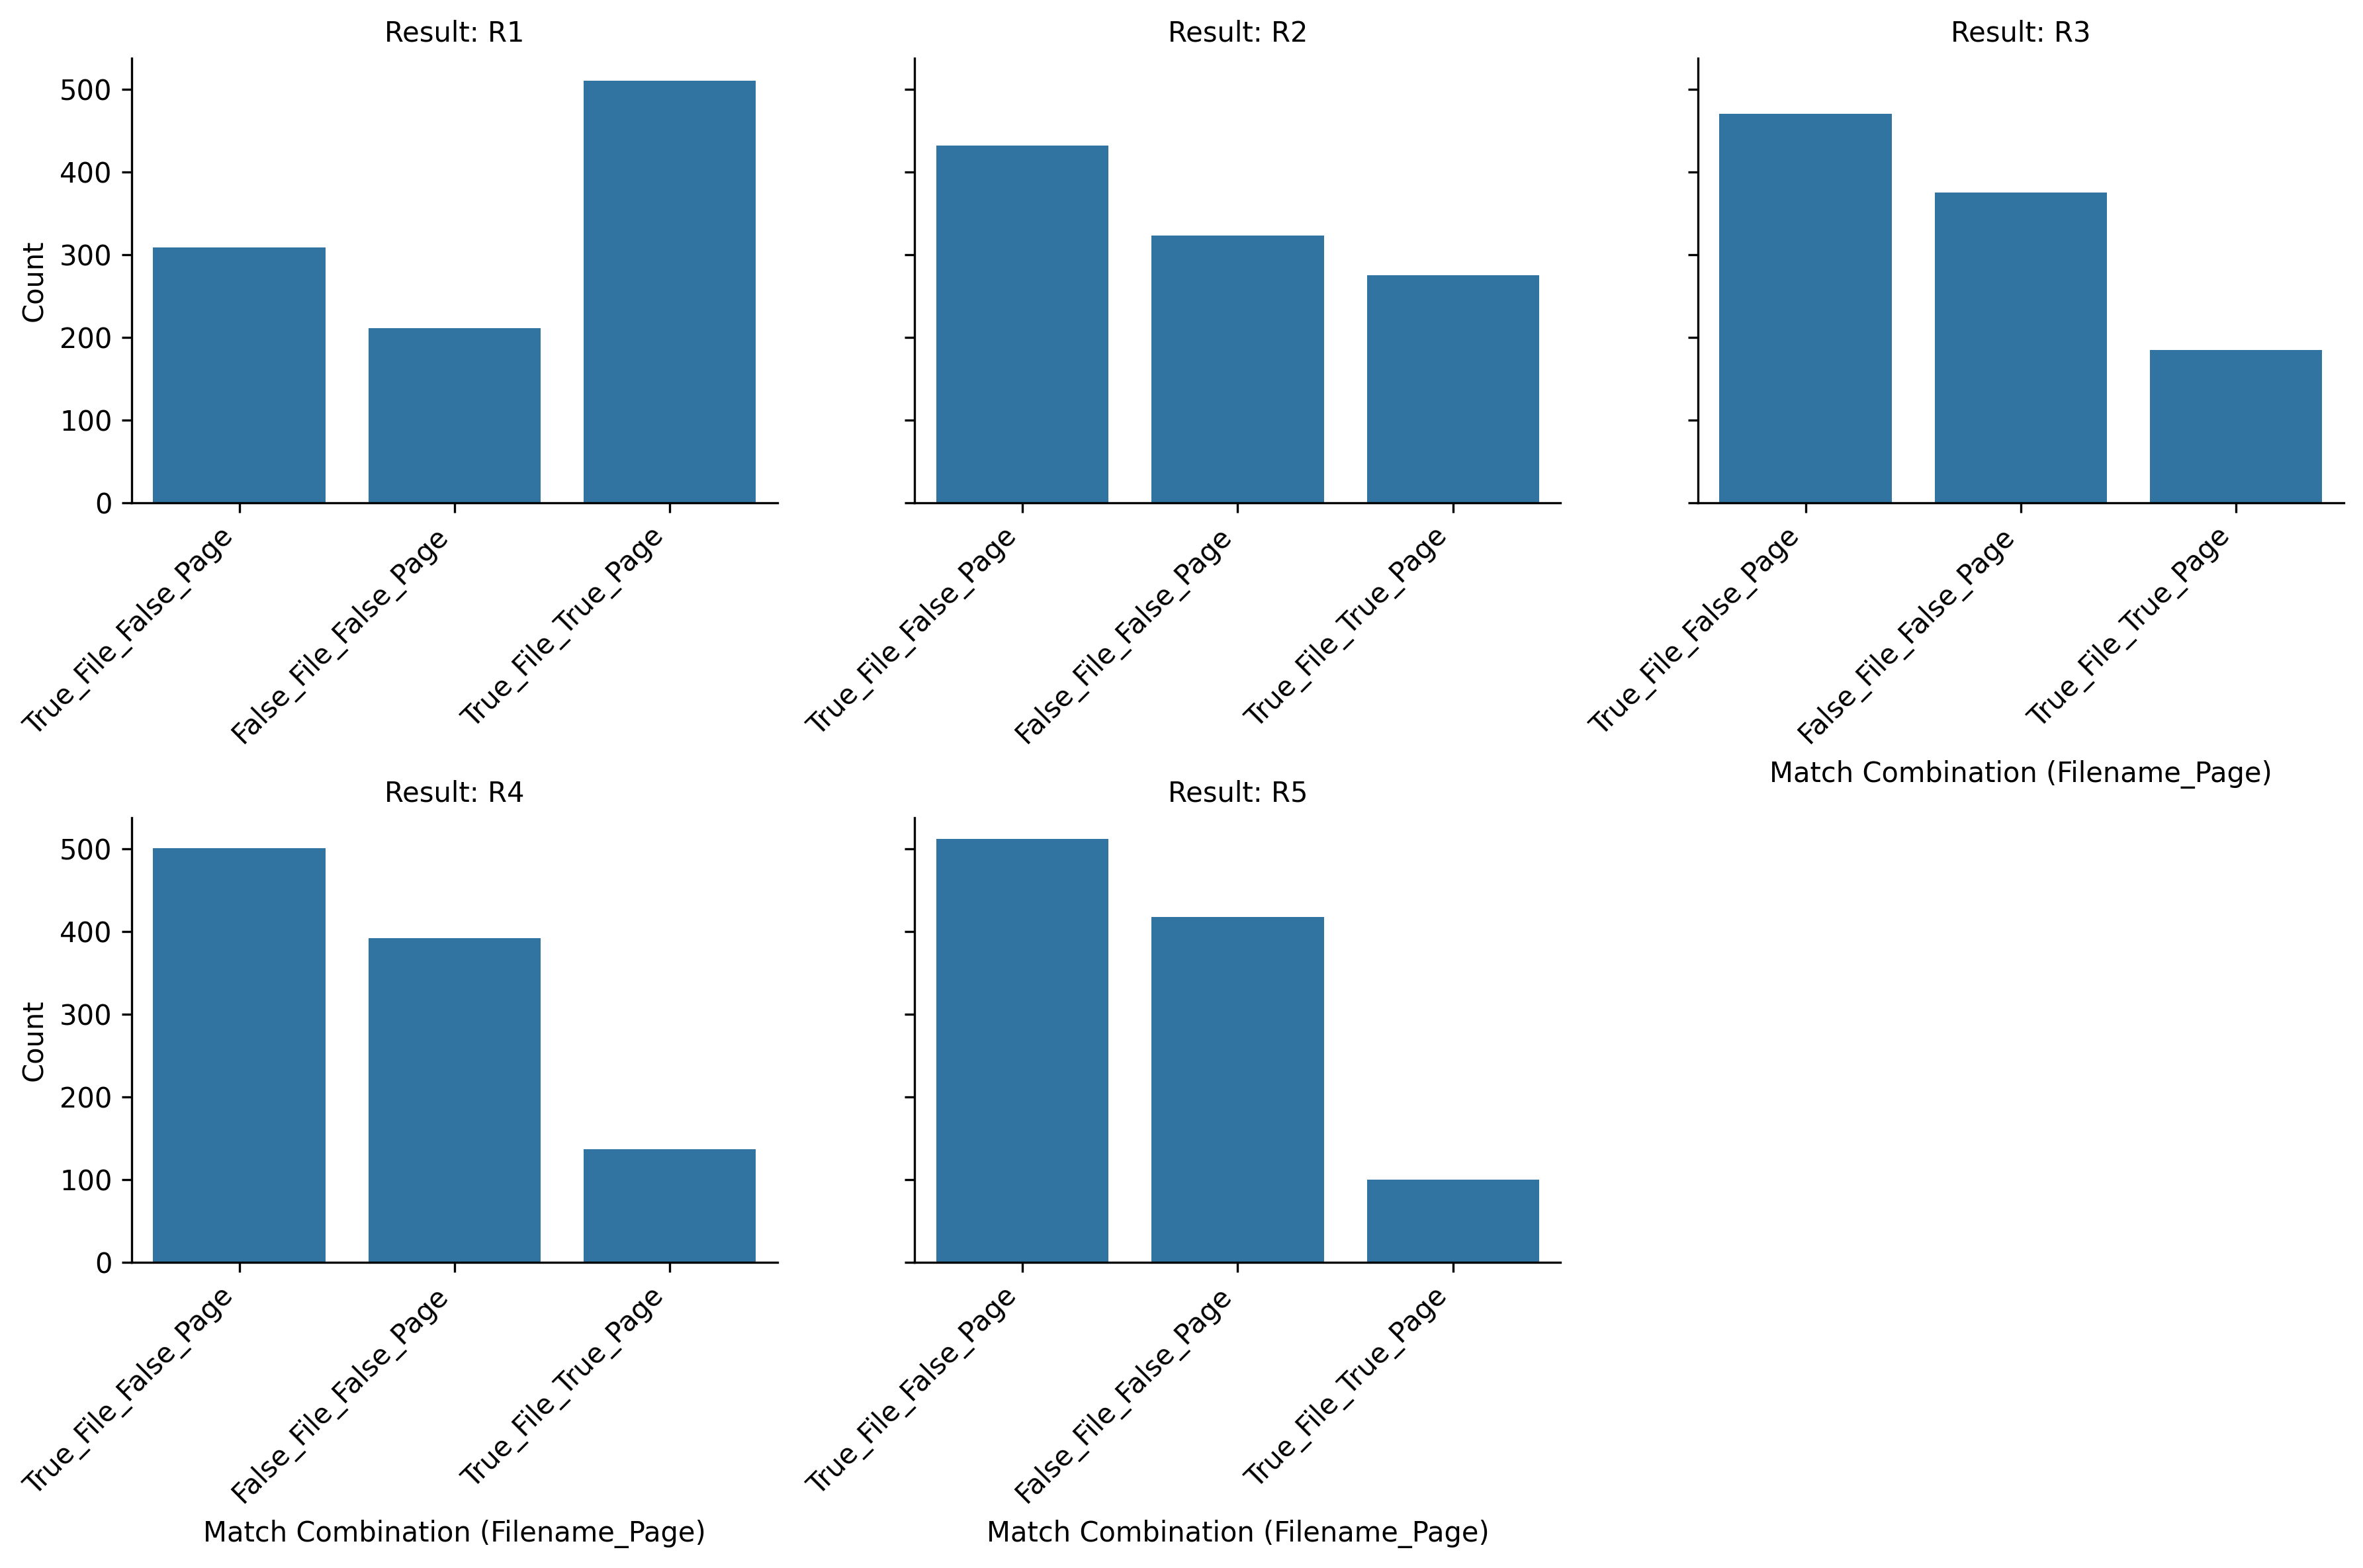 Result: R1
Count
500
400
300
200
100
0
True_File_False_Page
False_File_False_Page
True_File_True_Page
Result: R2
True_File_False_Page
False_File_False_Page
True_File_True_Page
Result: R3
True_File_False_Page
False_File_False_Page
True_File_True_Page
Match Combination (Filename_Page)
Result: R4
Count
500
400
300
200
100
0
True_File_False_Page
False_File_False_Page
True_File_True_Page
Match Combination (Filename_Page)
Result: R5
True_File_False_Page
False_File_False_Page
True_File_True_Page
Match Combination (Filename_Page)